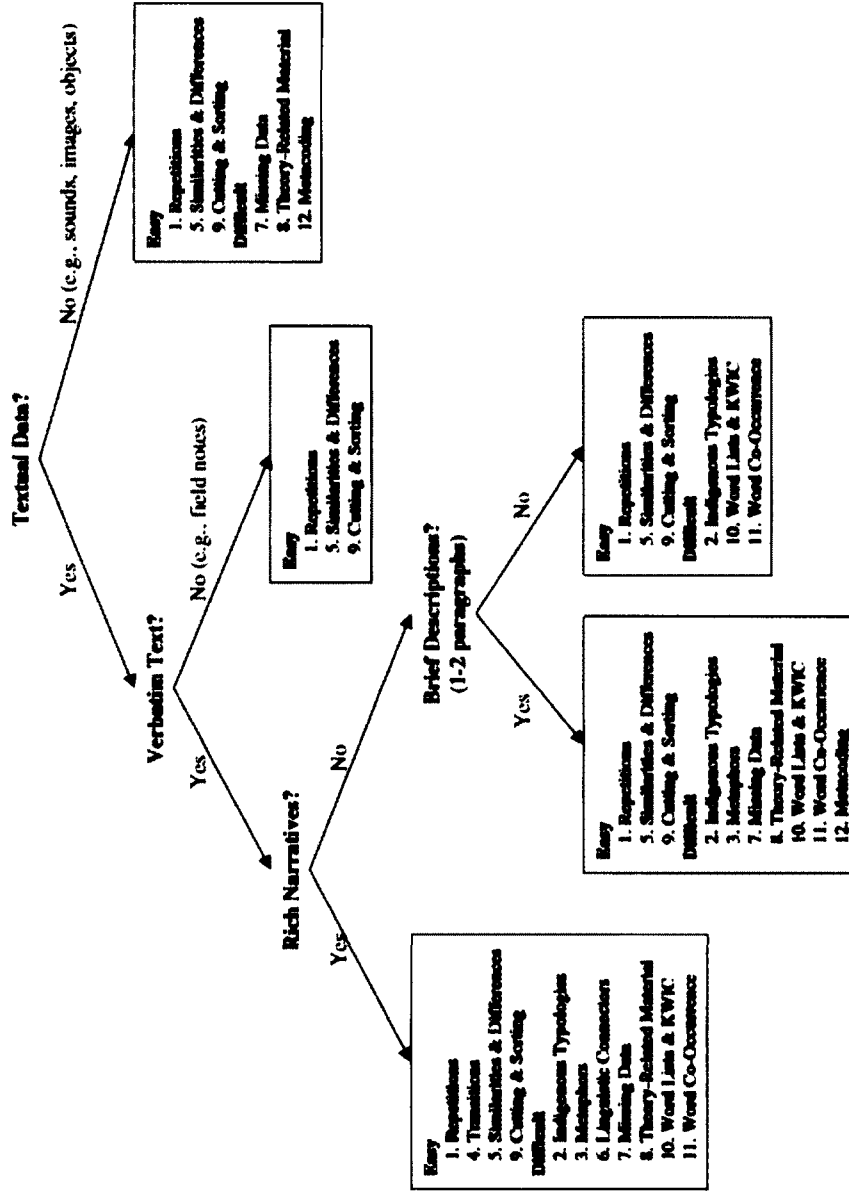 Textual Data?
Yes
No (e.g., sounds, images, objects)
Verbatim Text?
Easy
1. Repetitions
5. Similarities & Differences
9. Cutting & Sorting
Difficult
7. Missing Data
8. Theory-Related Material
12. Metacoding
Yes
No (e.g., field notes)
Rich Narratives?
Easy
1. Repetitions
5. Similarities & Differences
9. Cutting & Sorting
Yes
No
Brief Descriptions?
(1-2 paragraphs)
Easy
1. Repetitions
4. Transitions
5. Similarities & Differences
9. Cutting & Sorting
Difficult
2. Indigenous Typologies
3. Metaphors
6. Linguistic Connectors
7. Missing Data
8. Theory-Related Material
10. Word Lists & KWIC
11. Word Co-Occurrence
Yes
No
Easy
1. Repetitions
5. Similarities & Differences
9. Cutting & Sorting
Difficult
2. Indigenous Typologies
3. Metaphors
7. Missing Data
8. Theory-Related Material
10. Word Lists & KWIC
11. Word Co-Occurrence
12. Metacoding
Easy
1. Repetitions
5. Similarities & Differences
9. Cutting & Sorting
Difficult
2. Indigenous Typologies
10. Word Lists & KWIC
11. Word Co-Occurrence